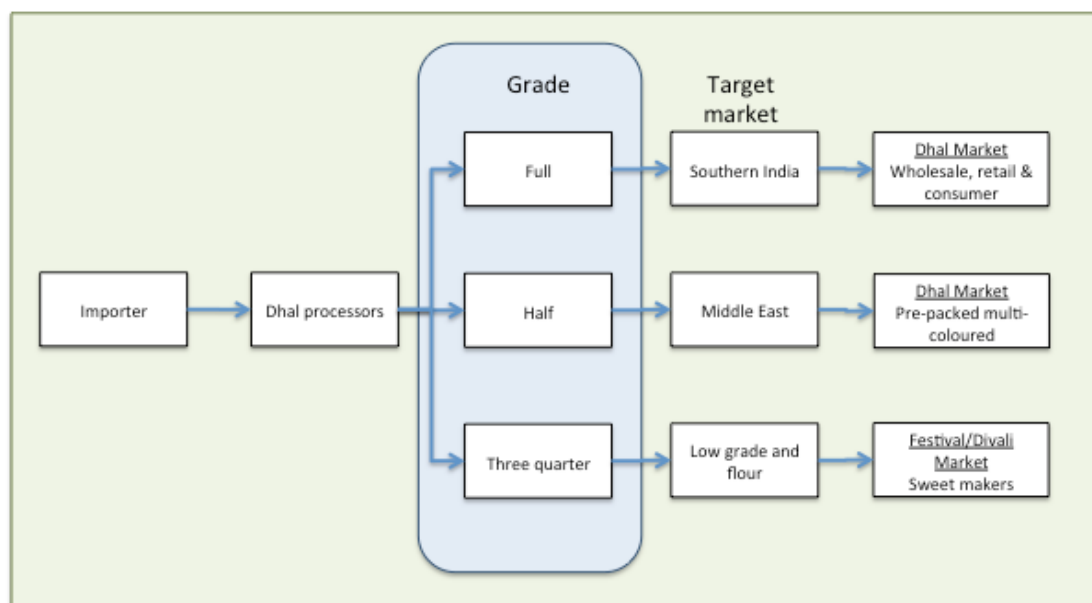 Grade
Target
market
Full
Southern India
Dhal Market
Wholesale, retail &
consumer
Importer
Dhal processors
Half
Middle East
Dhal Market
Pre-packed multi-
coloured
Three quarter
Low grade and
flour
Festival/Divali
Market
Sweet makers